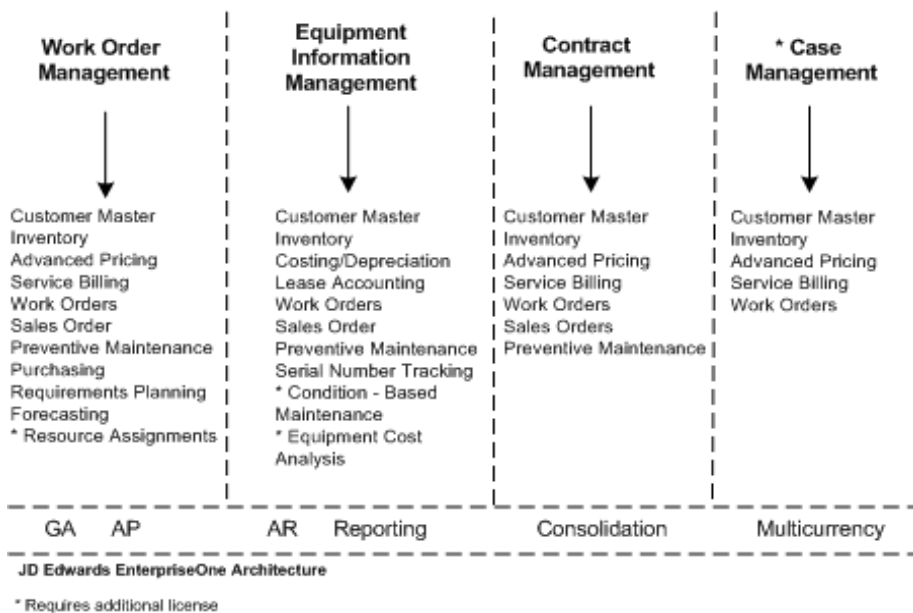 Work Order
Management
Customer Master
Inventory
Advanced Pricing
Service Billing
Work Orders
Sales Order
Preventive Maintenance
Purchasing
Requirements Planning
Forecasting
* Resource Assignments
Equipment
Information
Management
Customer Master
Inventory
Costing/Depreciation
Lease Accounting
Work Orders
Sales Order
Preventive Maintenance
Serial Number Tracking
* Condition - Based
Maintenance
* Equipment Cost
Analysis
Contract
Management
Customer Master
Inventory
Advanced Pricing
Service Billing
Work Orders
Sales Orders
Preventive Maintenance
* Case
Management
Customer Master
Inventory
Advanced Pricing
Service Billing
Work Orders
GA AP AR Reporting Consolidation Multicurrency
JD Edwards EnterpriseOne Architecture
* Requires additional license